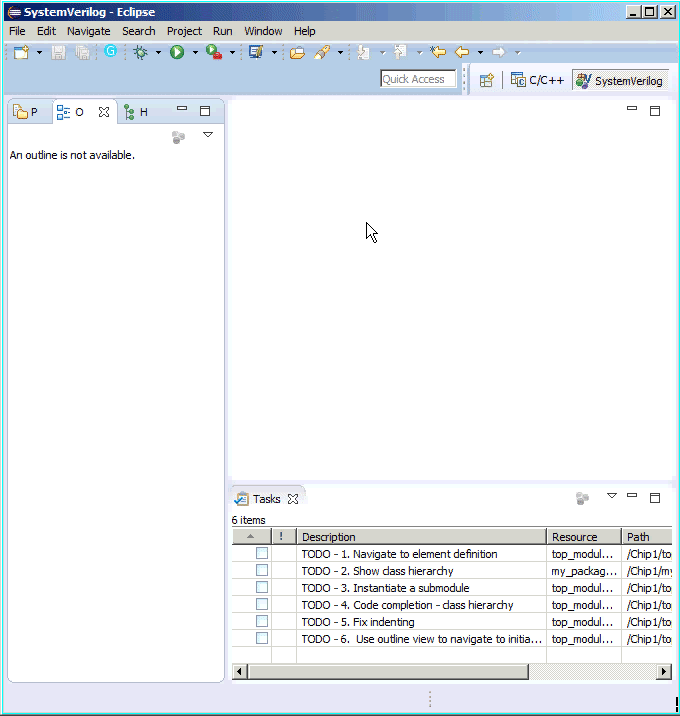 SystemVerilog - Eclipse
File Edit Navigate Search Project Run Window Help
Quick Access C/C++ SystemVerilog
P O H
An outline is not available.
Tasks
6 items
! Description Resource Path
TODO - 1. Navigate to element definition top_modul... /Chip1/to
TODO - 2. Show class hierarchy my_packag... /Chip1/my
TODO - 3. Instantiate a submodule top_modul... /Chip1/to
TODO - 4. Code completion - class hierarchy top_modul... /Chip1/to
TODO - 5. Fix indenting top_modul... /Chip1/to
TODO - 6. Use outline view to navigate to initia... top_modul... /Chip1/to